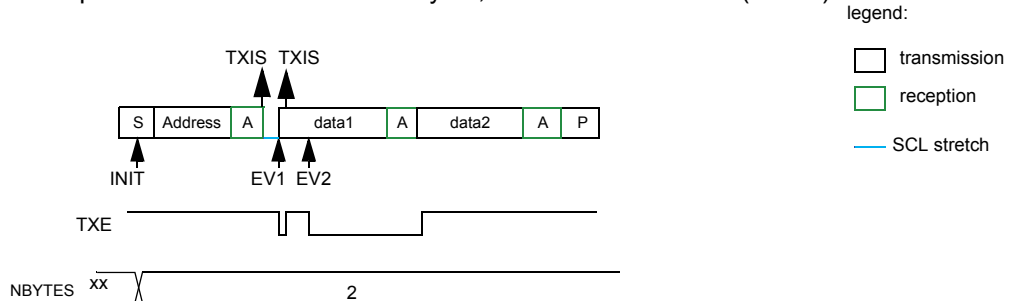 legend:
transmission
reception
SCL stretch
TXIS TXIS
S Address A data1 A data2 A P
INIT EV1 EV2
TXE
NBYTES xx 2